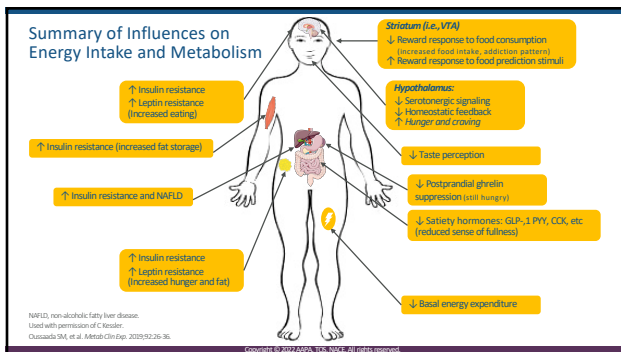 Summary of Influences on
Energy Intake and Metabolism
Striatum (i.e., VTA)
↓ Reward response to food consumption
(increased food intake, addiction pattern)
↑ Reward response to food prediction stimuli
↑ Insulin resistance
↑ Leptin resistance
(Increased eating)
Hypothalamus:
↓ Serotonergic signaling
↓ Homeostatic feedback
↑ Hunger and craving
↑ Insulin resistance (increased fat storage)
↓ Taste perception
↑ Insulin resistance and NAFLD
↓ Postprandial ghrelin
suppression (still hungry)
↓ Satiety hormones: GLP-,1 PYY, CCK, etc
(reduced sense of fullness)
↑ Insulin resistance
↑ Leptin resistance
(Increased hunger and fat)
↓ Basal energy expenditure
NAFLD, non-alcoholic fatty liver disease.
Used with permission of C Kessler.
Oussaada SM, et al. Metab Clin Exp. 2019;92:26-36.
Copyright © 2022 AAPA, TOS, NACE. All rights reserved.